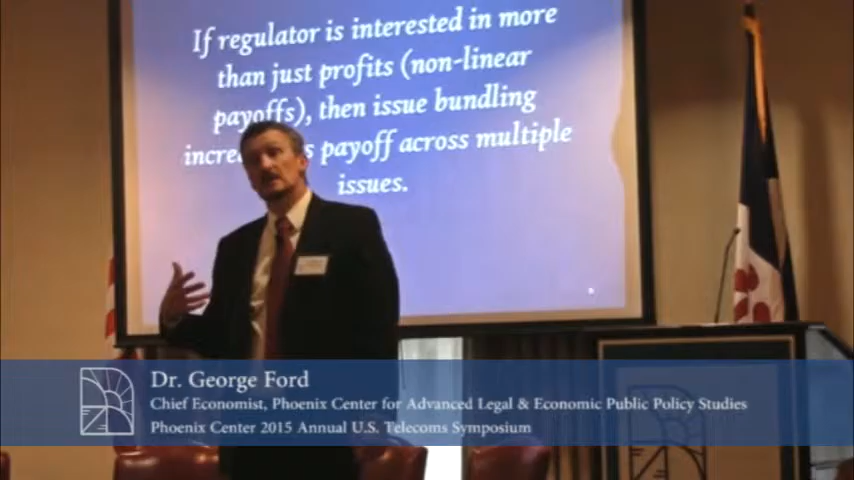 If regulator is interested in more
than just profits (non-linear
payoffs), then issue bundling
payoff across multiple
issues.
Dr. George Ford
Chief Economist, Phoenix Center for Advanced Legal & Economic Public Policy Studies
Phoenix Center 2015 Annual U.S. Telecoms Symposium